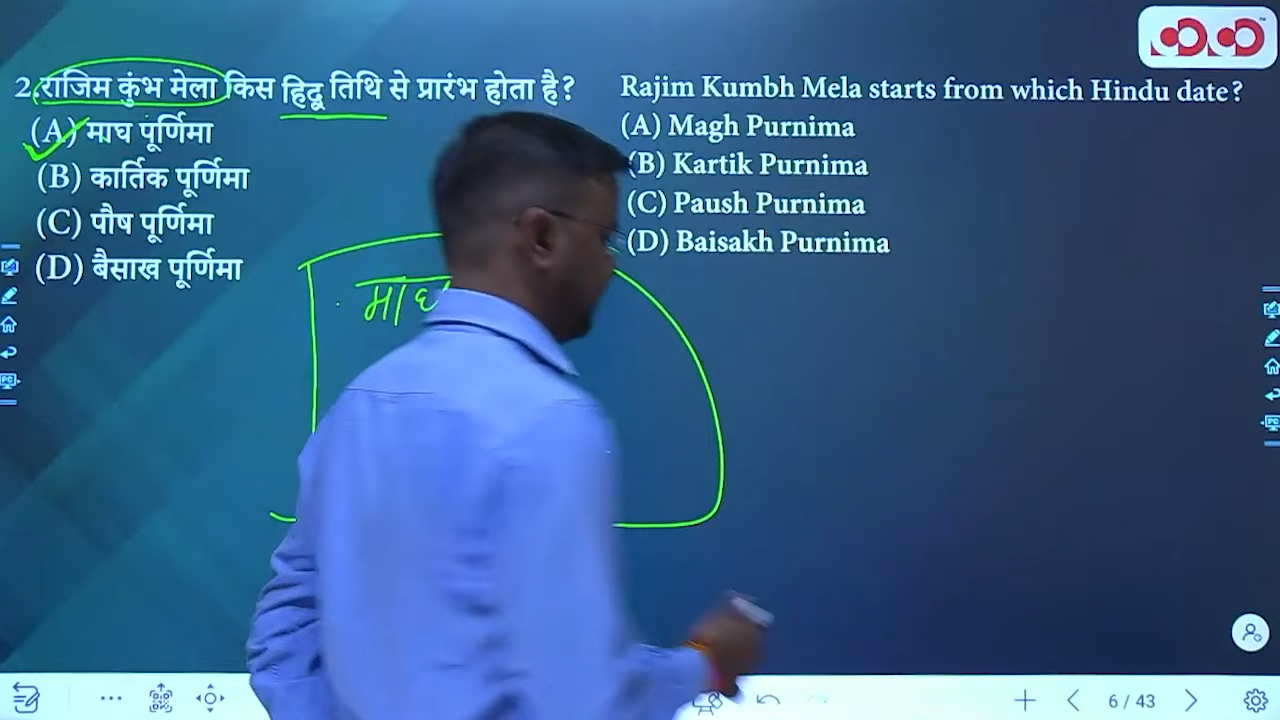 2.राजिम कुंभ मेला किस हिंदू तिथि से प्रारंभ होता है?
(A) माघ पूर्णिमा
(B) कार्तिक पूर्णिमा
(C) पौष पूर्णिमा
(D) बैसाख पूर्णिमा
Rajim Kumbh Mela starts from which Hindu date?
(A) Magh Purnima
(B) Kartik Purnima
(C) Paush Purnima
(D) Baisakh Purnima
माघ
6 / 43